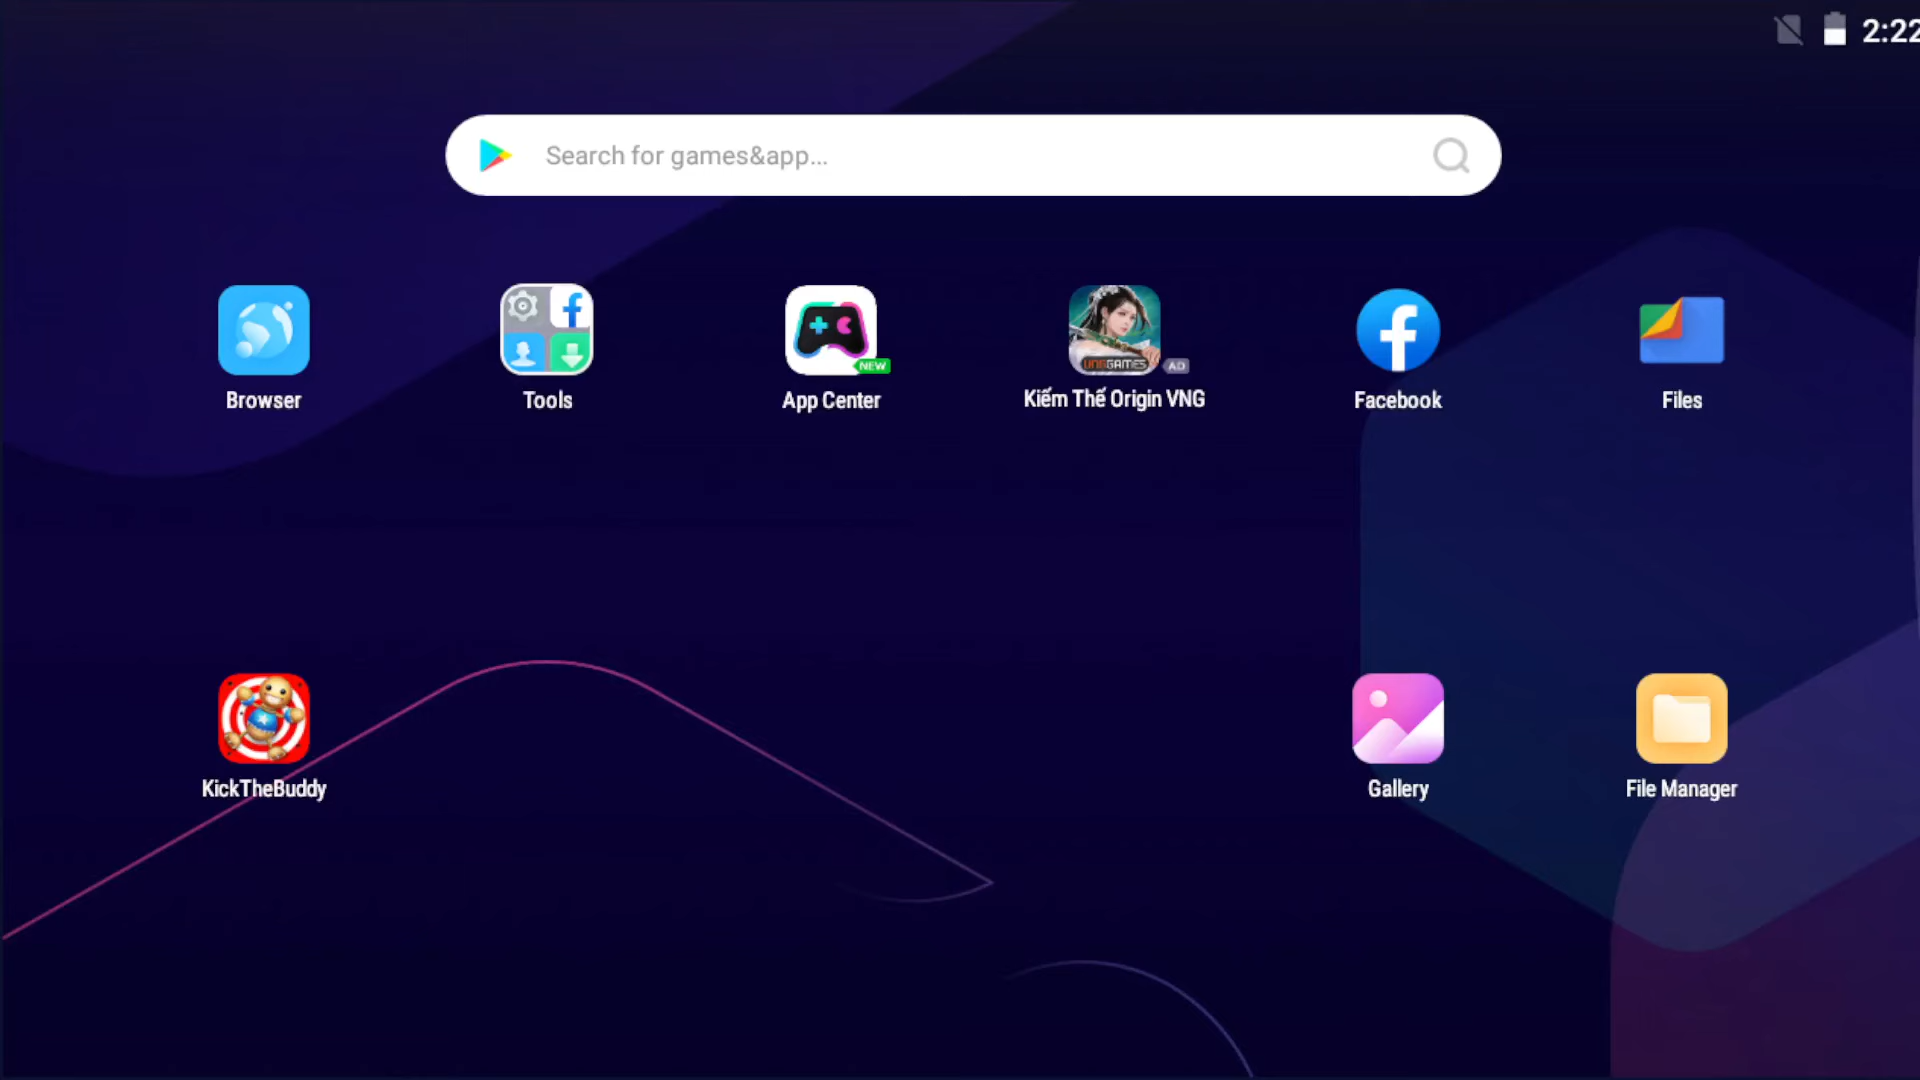 2:22
Search for games&app...
NEW
VNGGAMES
AD
Browser
Tools
App Center
Kiếm Thế Origin VNG
Facebook
Files
KickTheBuddy
Gallery
File Manager